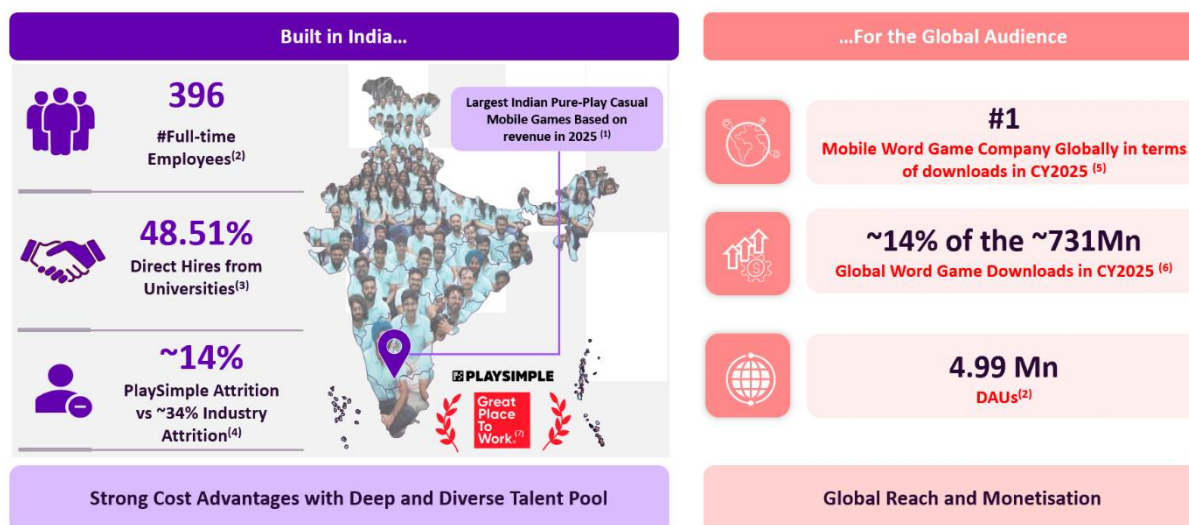 Built in India…
396
#Full-time
Employees(2)
48.51%
Direct Hires from
Universities(3)
~14%
PlaySimple Attrition
vs ~34% Industry
Attrition(4)
Largest Indian Pure-Play Casual
Mobile Games Based on
revenue in 2025 (1)
PLAYSIMPLE
Great
Place
To
Work.(7)
Strong Cost Advantages with Deep and Diverse Talent Pool
…For the Global Audience
#1
Mobile Word Game Company Globally in terms
of downloads in CY2025 (5)
~14% of the ~731Mn
Global Word Game Downloads in CY2025 (6)
4.99 Mn
DAUs(2)
Global Reach and Monetisation